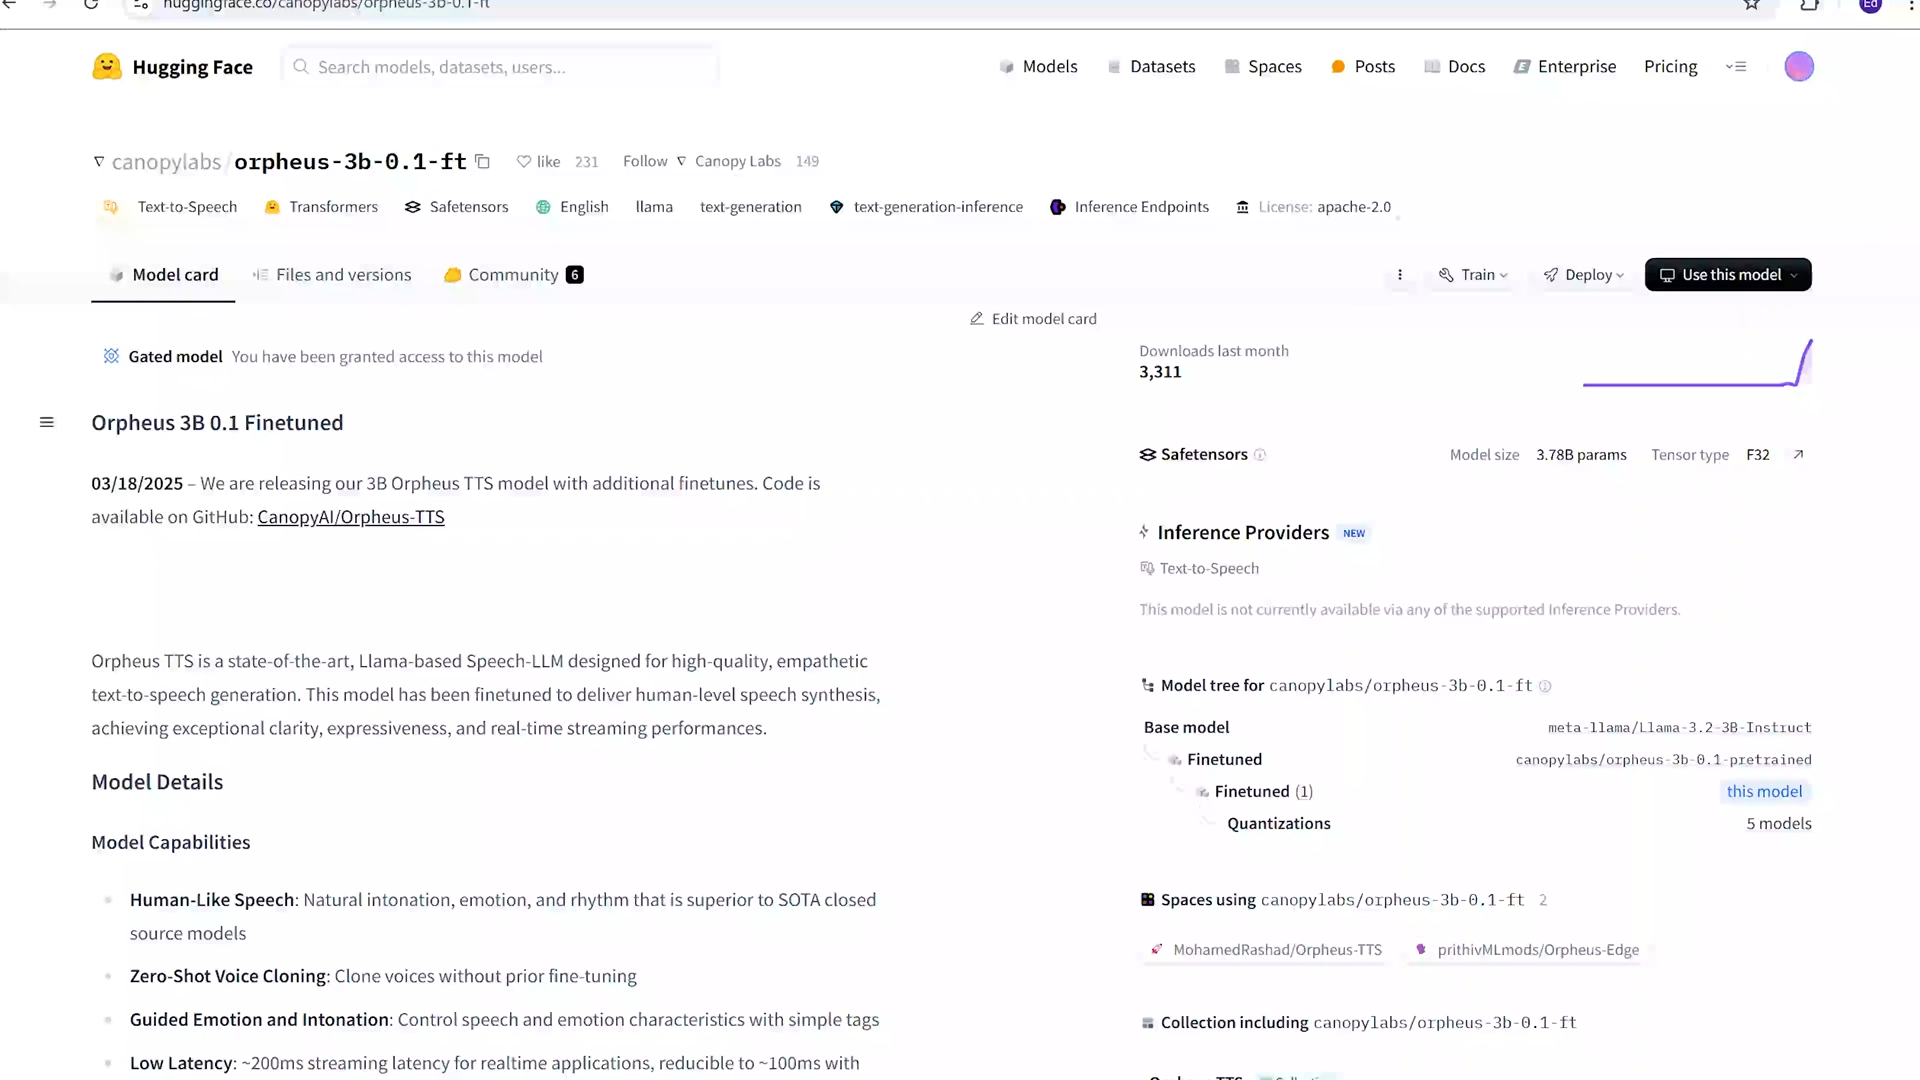 huggingface.co/canopylabs/orpheus-3b-0.1-ft
Ed
Hugging Face
Search models, datasets, users...
Models
Datasets
Spaces
Posts
Docs
Enterprise
Pricing
canopylabs/orpheus-3b-0.1-ft
like 231
Follow
Canopy Labs 149
Text-to-Speech
Transformers
Safetensors
English
llama
text-generation
text-generation-inference
Inference Endpoints
License: apache-2.0
Model card
Files and versions
Community 6
Train
Deploy
Use this model
Edit model card
Gated model You have been granted access to this model
Orpheus 3B 0.1 Finetuned
03/18/2025 – We are releasing our 3B Orpheus TTS model with additional finetunes. Code is
available on GitHub: CanopyAI/Orpheus-TTS
Orpheus TTS is a state-of-the-art, Llama-based Speech-LLM designed for high-quality, empathetic
text-to-speech generation. This model has been finetuned to deliver human-level speech synthesis,
achieving exceptional clarity, expressiveness, and real-time streaming performances.
Model Details
Model Capabilities
Human-Like Speech: Natural intonation, emotion, and rhythm that is superior to SOTA closed
source models
Zero-Shot Voice Cloning: Clone voices without prior fine-tuning
Guided Emotion and Intonation: Control speech and emotion characteristics with simple tags
Low Latency: ~200ms streaming latency for realtime applications, reducible to ~100ms with
Downloads last month
3,311
Safetensors
Model size 3.78B params
Tensor type F32
Inference Providers NEW
Text-to-Speech
This model is not currently available via any of the supported Inference Providers.
Model tree for canopylabs/orpheus-3b-0.1-ft
Base model meta-llama/Llama-3.2-3B-Instruct
Finetuned canopylabs/orpheus-3b-0.1-pretrained
Finetuned (1) this model
Quantizations 5 models
Spaces using canopylabs/orpheus-3b-0.1-ft 2
MohamedRashad/Orpheus-TTS
prithivMLmods/Orpheus-Edge
Collection including canopylabs/orpheus-3b-0.1-ft
Orpheus TTS Collection